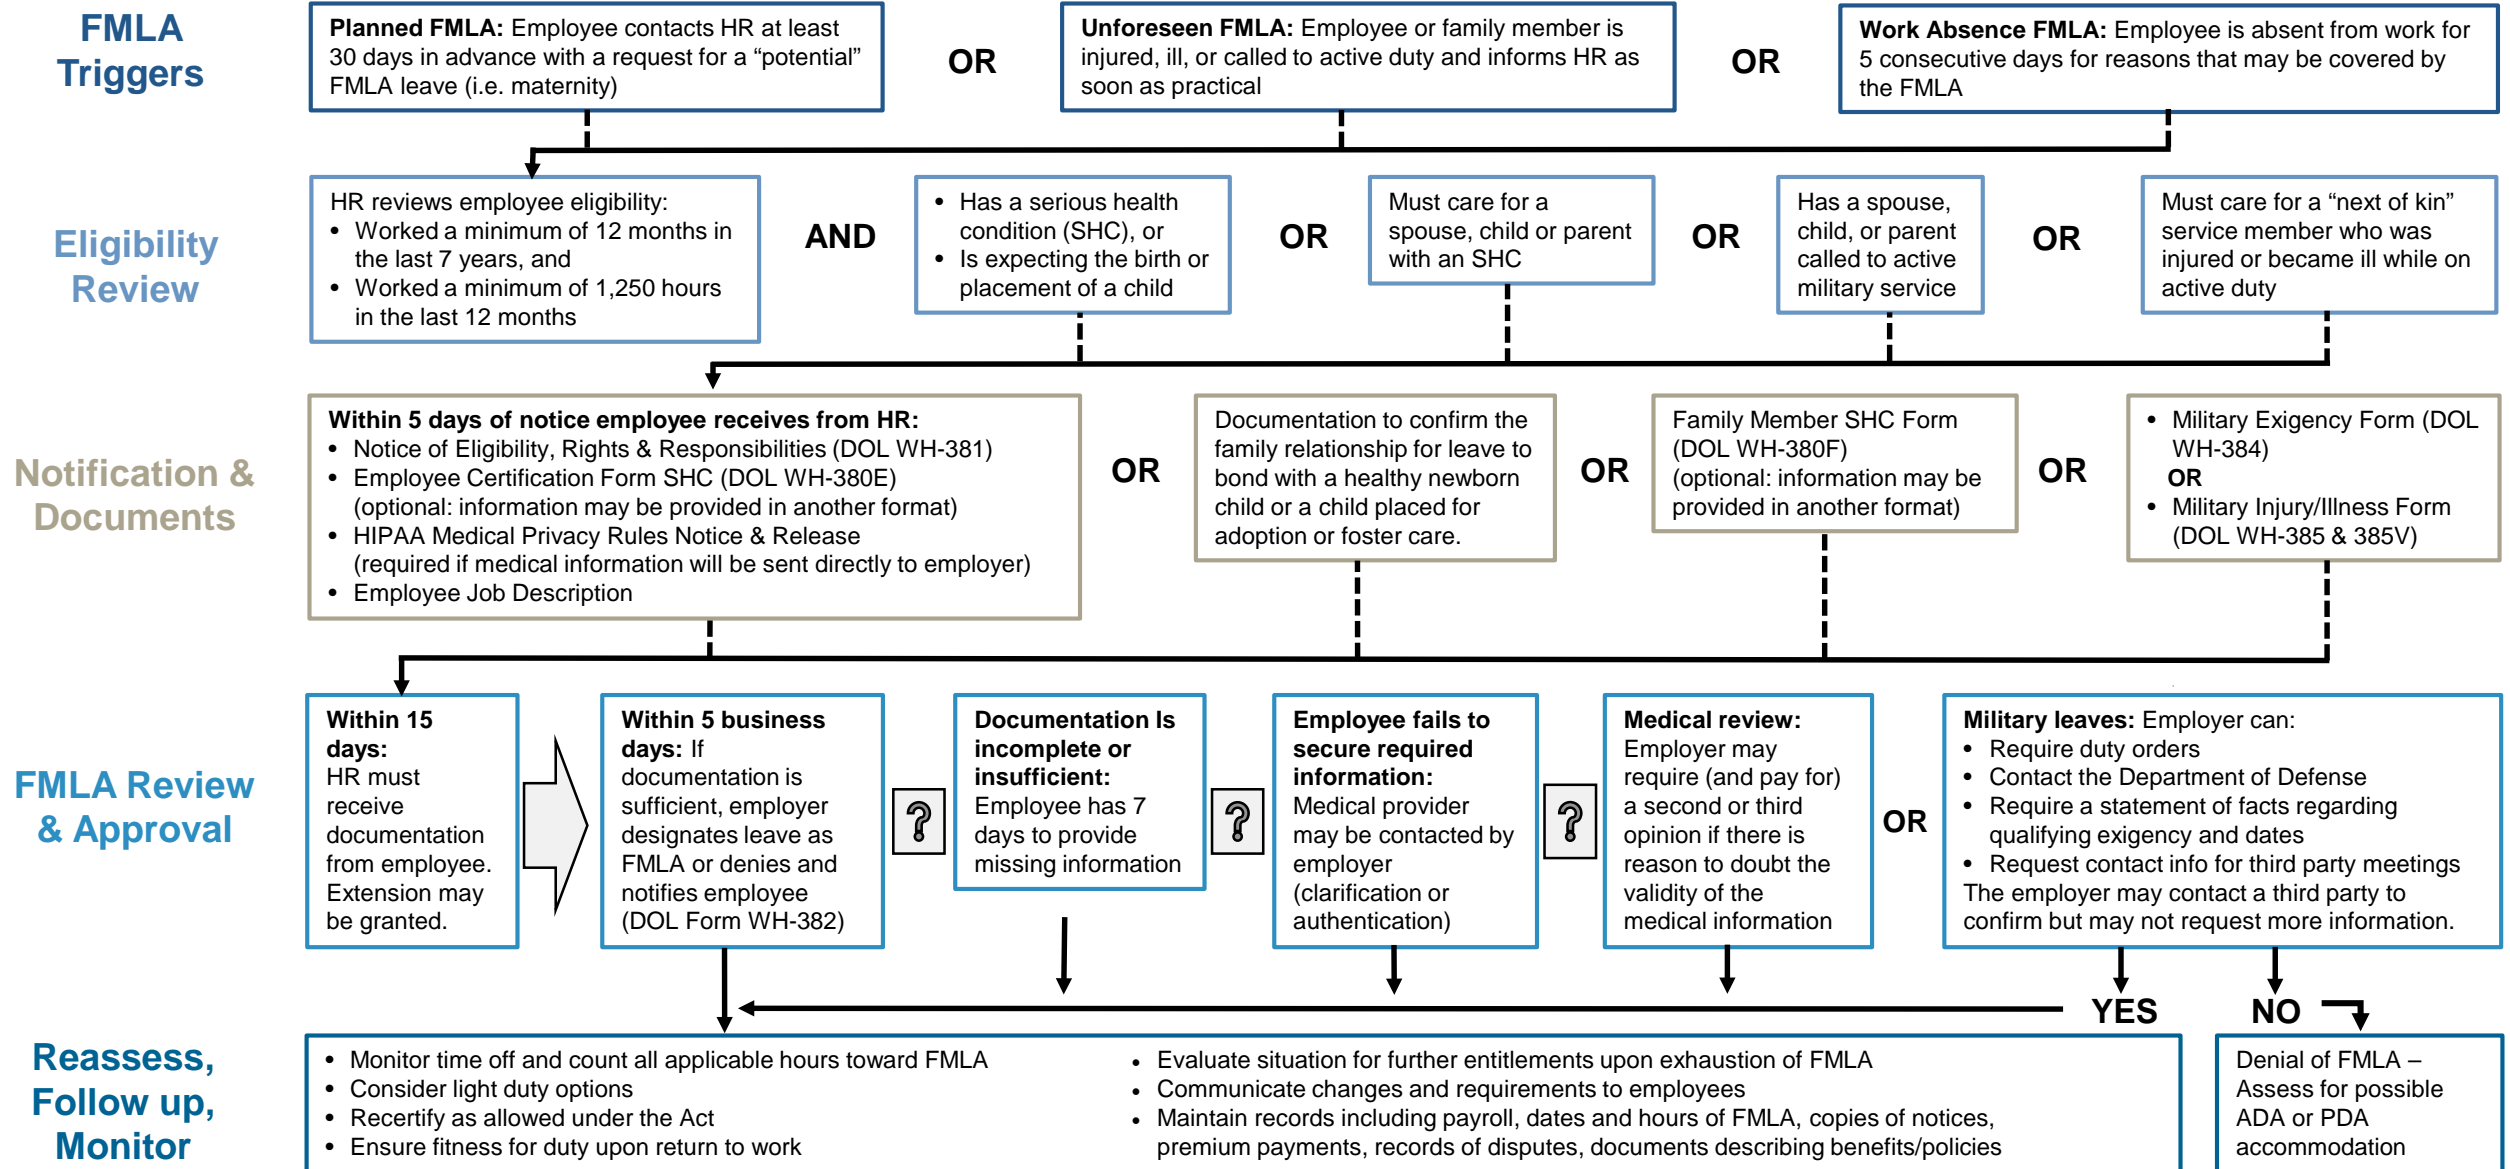 FMLA
Triggers
Planned FMLA: Employee contacts HR at least
30 days in advance with a request for a “potential”
FMLA leave (i.e. maternity)
OR
Unforeseen FMLA: Employee or family member is
injured, ill, or called to active duty and informs HR as
soon as practical
OR
Work Absence FMLA: Employee is absent from work for
5 consecutive days for reasons that may be covered by
the FMLA
Eligibility
Review
HR reviews employee eligibility:
• Worked a minimum of 12 months in
the last 7 years, and
• Worked a minimum of 1,250 hours
in the last 12 months
AND
• Has a serious health
condition (SHC), or
• Is expecting the birth or
placement of a child
OR
Must care for a
spouse, child or parent
with an SHC
OR
Has a spouse,
child, or parent
called to active
military service
OR
Must care for a “next of kin”
service member who was
injured or became ill while on
active duty
Notification &
Documents
Within 5 days of notice employee receives from HR:
• Notice of Eligibility, Rights & Responsibilities (DOL WH-381)
• Employee Certification Form SHC (DOL WH-380E)
(optional: information may be provided in another format)
• HIPAA Medical Privacy Rules Notice & Release
(required if medical information will be sent directly to employer)
• Employee Job Description
OR
Documentation to confirm the
family relationship for leave to
bond with a healthy newborn
child or a child placed for
adoption or foster care.
OR
Family Member SHC Form
(DOL WH-380F)
(optional: information may be
provided in another format)
OR
• Military Exigency Form (DOL
WH-384)
OR
• Military Injury/Illness Form
(DOL WH-385 & 385V)
FMLA Review
& Approval
Within 15
days:
HR must
receive
documentation
from employee.
Extension may
be granted.
Within 5 business
days: If
documentation is
sufficient, employer
designates leave as
FMLA or denies and
notifies employee
(DOL Form WH-382)
?
Documentation Is
incomplete or
insufficient:
Employee has 7
days to provide
missing information
?
Employee fails to
secure required
information:
Medical provider
may be contacted by
employer
(clarification or
authentication)
?
Medical review:
Employer may
require (and pay for)
a second or third
opinion if there is
reason to doubt the
validity of the
medical information
OR
Military leaves: Employer can:
• Require duty orders
• Contact the Department of Defense
• Require a statement of facts regarding
qualifying exigency and dates
• Request contact info for third party meetings
The employer may contact a third party to
confirm but may not request more information.
YES
NO
Reassess,
Follow up,
Monitor
• Monitor time off and count all applicable hours toward FMLA
• Consider light duty options
• Recertify as allowed under the Act
• Ensure fitness for duty upon return to work
• Evaluate situation for further entitlements upon exhaustion of FMLA
• Communicate changes and requirements to employees
• Maintain records including payroll, dates and hours of FMLA, copies of notices,
premium payments, records of disputes, documents describing benefits/policies
Denial of FMLA –
Assess for possible
ADA or PDA
accommodation